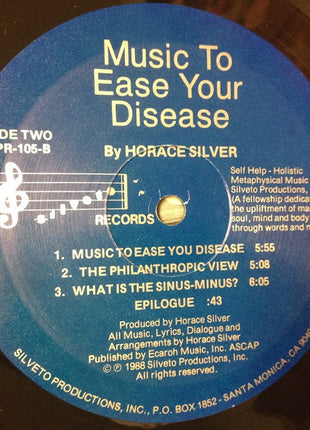 Music To
Ease Your
Disease
By HORACE SILVER
DE TWO
PR-105-B
RECORDS
Self Help - Holistic
Metaphysical Music
Silveto Productions,
(A fellowship dedicate
the upliftment of ma
soul, mind and body
through words and m
1. MUSIC TO EASE YOU DISEASE 5:55
2. THE PHILANTHROPIC VIEW 5:08
3. WHAT IS THE SINUS-MINUS? 6:05
EPILOGUE :43
Produced by Horace Silver
All Music, Lyrics, Dialogue and
Arrangements by Horace Silver
Published by Ecaroh Music, Inc. ASCAP
© ℗ 1988 Silveto Productions, Inc.
All rights reserved.
SILVETO PRODUCTIONS, INC., P.O. BOX 1852 - SANTA MONICA, CA 904